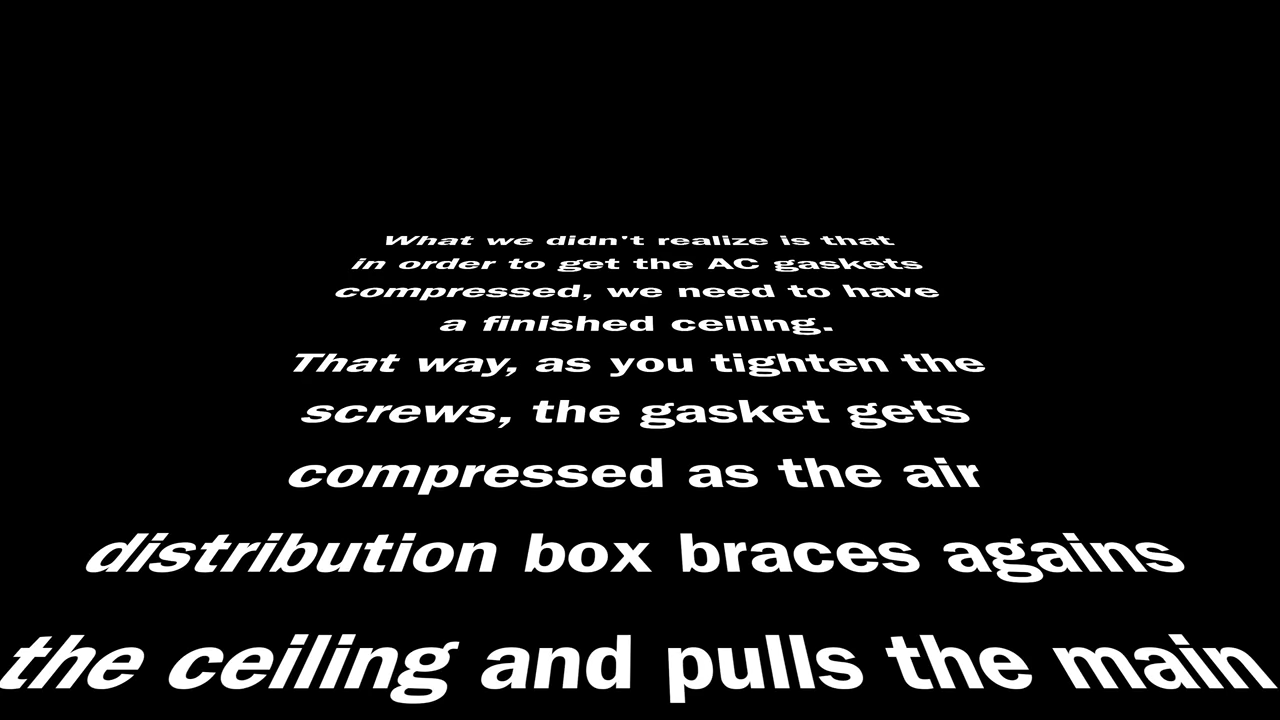 What we didn't realize is that
in order to get the AC gaskets
compressed, we need to have
a finished ceiling.
That way, as you tighten the
screws, the gasket gets
compressed as the air
distribution box braces agains
the ceiling and pulls the main